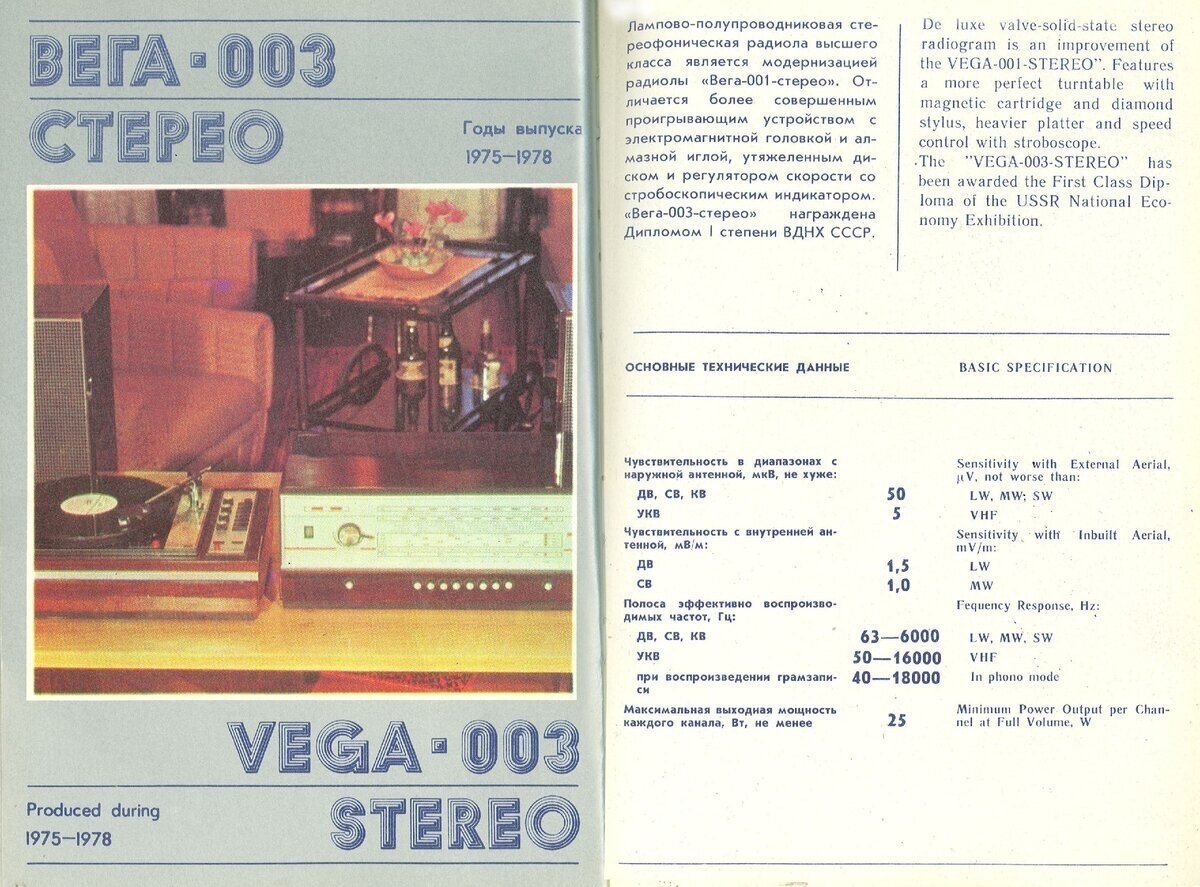 ВЕГА·003
СТЕРЕО
Годы выпуска
1975—1978
VEGA·003
Produced during
1975—1978
STEREO
Лампово-полупроводниковая сте-
реофоническая радиола высшего
класса является модернизацией
радиолы «Вега-001-стерео». От-
личается более совершенным
проигрывающим устройством с
электромагнитной головкой и ал-
мазной иглой, утяжеленным ди-
ском и регулятором скорости со
стробоскопическим индикатором.
«Вега-003-стерео» награждена
Дипломом I степени ВДНХ СССР.
De luxe valve-solid-state stereo
radiogram is an improvement of
the VEGA-001-STEREO". Features
a more perfect turntable with
magnetic cartridge and diamond
stylus, heavier platter and speed
control with stroboscope.
The "VEGA-003-STEREO" has
been awarded the First Class Dip-
loma of the USSR National Eco-
nomy Exhibition.
ОСНОВНЫЕ ТЕХНИЧЕСКИЕ ДАННЫЕ BASIC SPECIFICATION
Чувствительность в диапазонах с Sensitivity with External Aerial,
наружной антенной, мкВ, не хуже: µV, not worse than:
ДВ, СВ, КВ 50 LW, MW; SW
УКВ 5 VHF
Чувствительность с внутренней ан- Sensitivity with Inbuilt Aerial,
тенной, мВ/м: mV/m:
ДВ 1,5 LW
СВ 1,0 MW
Полоса эффективно воспроизво- Fequency Response, Hz:
димых частот, Гц:
ДВ, СВ, КВ 63—6000 LW, MW, SW
УКВ 50—16000 VHF
при воспроизведении грамзапи- 40—18000 In phono mode
си
Максимальная выходная мощность Minimum Power Output per Chan-
каждого канала, Вт, не менее 25 nel at Full Volume, W